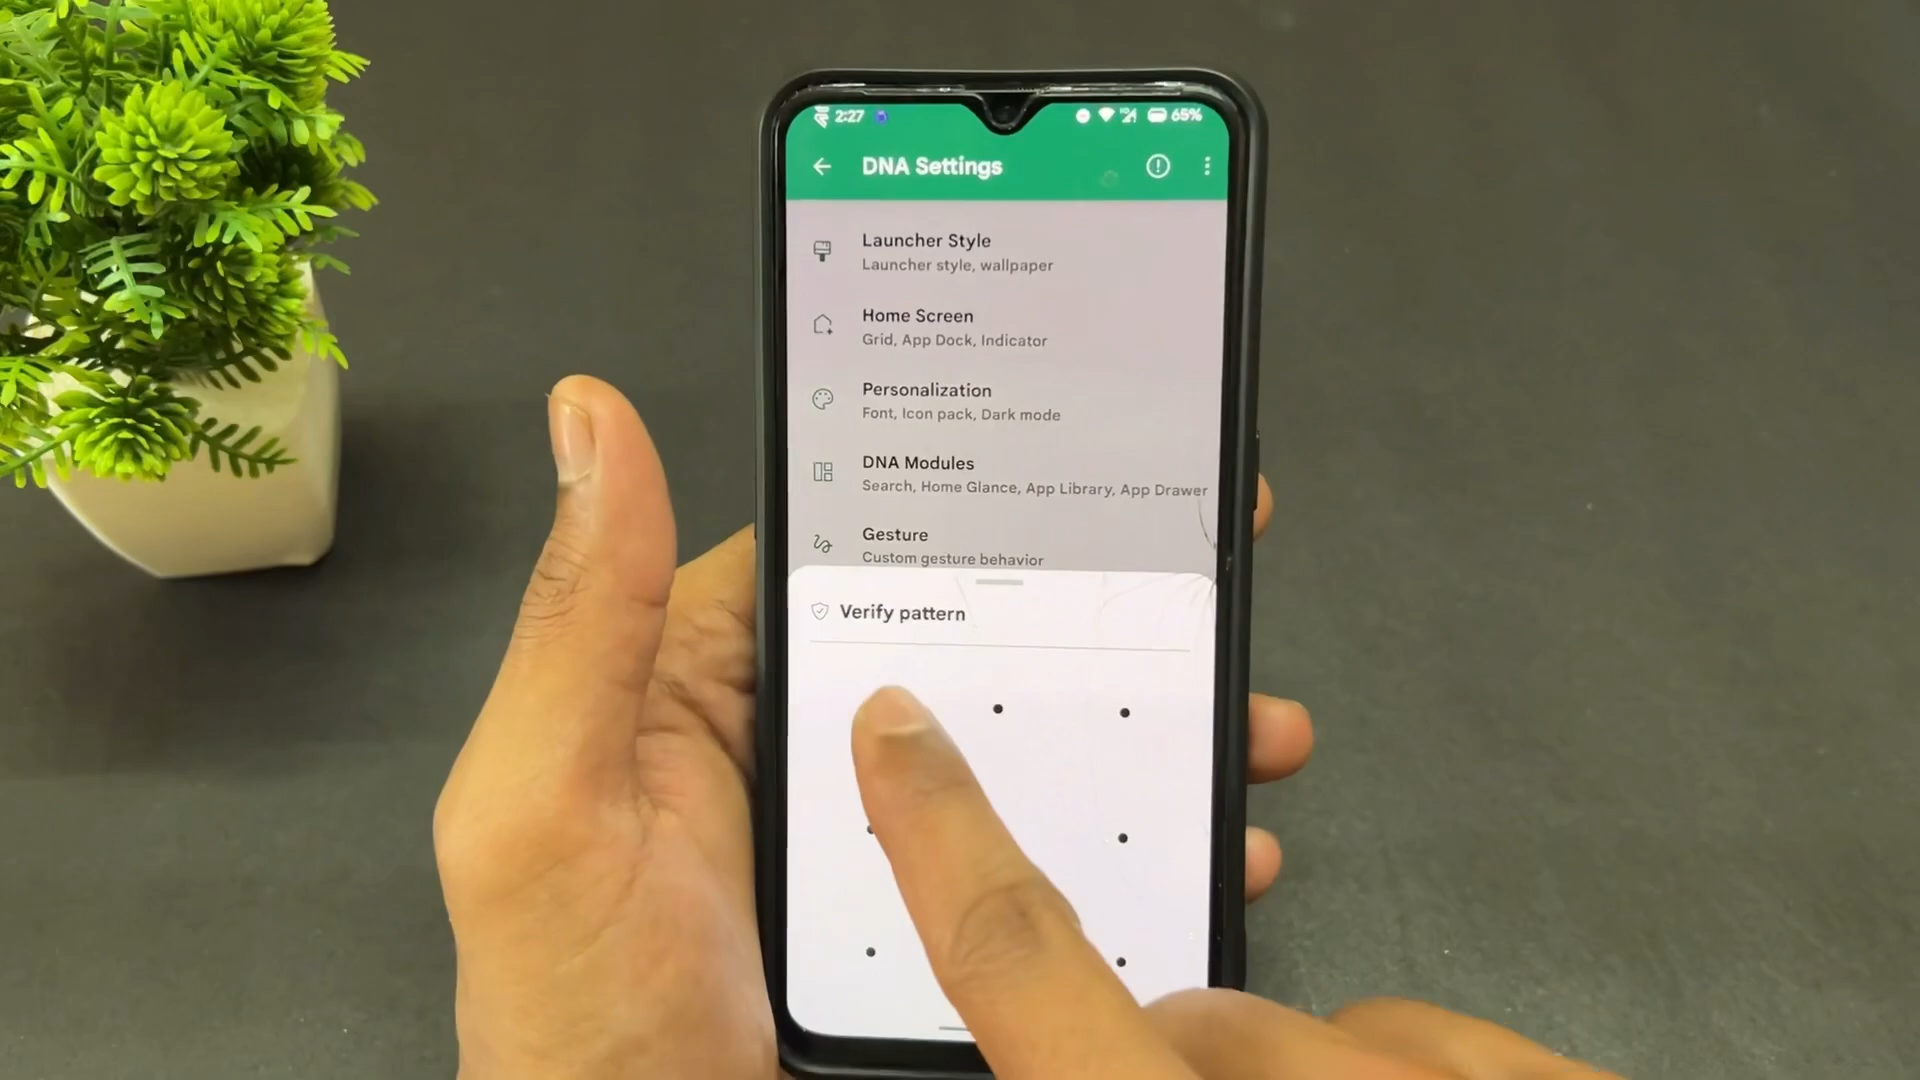 2:27
65%
DNA Settings
Launcher Style
Launcher style, wallpaper
Home Screen
Grid, App Dock, Indicator
Personalization
Font, Icon pack, Dark mode
DNA Modules
Search, Home Glance, App Library, App Drawer
Gesture
Custom gesture behavior
Verify pattern